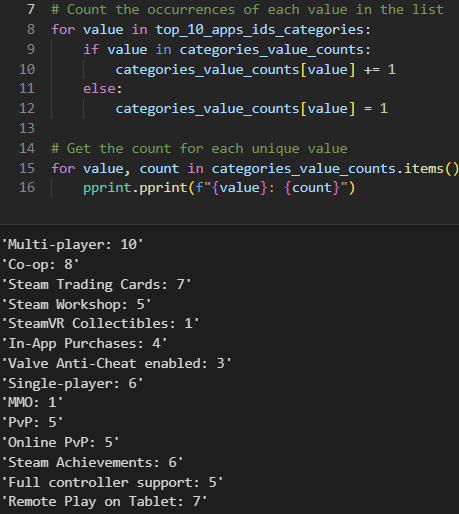 7 # Count the occurrences of each value in the list
8 for value in top_10_apps_ids_categories:
9     if value in categories_value_counts:
10         categories_value_counts[value] += 1
11     else:
12         categories_value_counts[value] = 1
13
14 # Get the count for each unique value
15 for value, count in categories_value_counts.items()
16     pprint.pprint(f"{value}: {count}")
'Multi-player: 10'
'Co-op: 8'
'Steam Trading Cards: 7'
'Steam Workshop: 5'
'SteamVR Collectibles: 1'
'In-App Purchases: 4'
'Valve Anti-Cheat enabled: 3'
'Single-player: 6'
'MMO: 1'
'PvP: 5'
'Online PvP: 5'
'Steam Achievements: 6'
'Full controller support: 5'
'Remote Play on Tablet: 7'